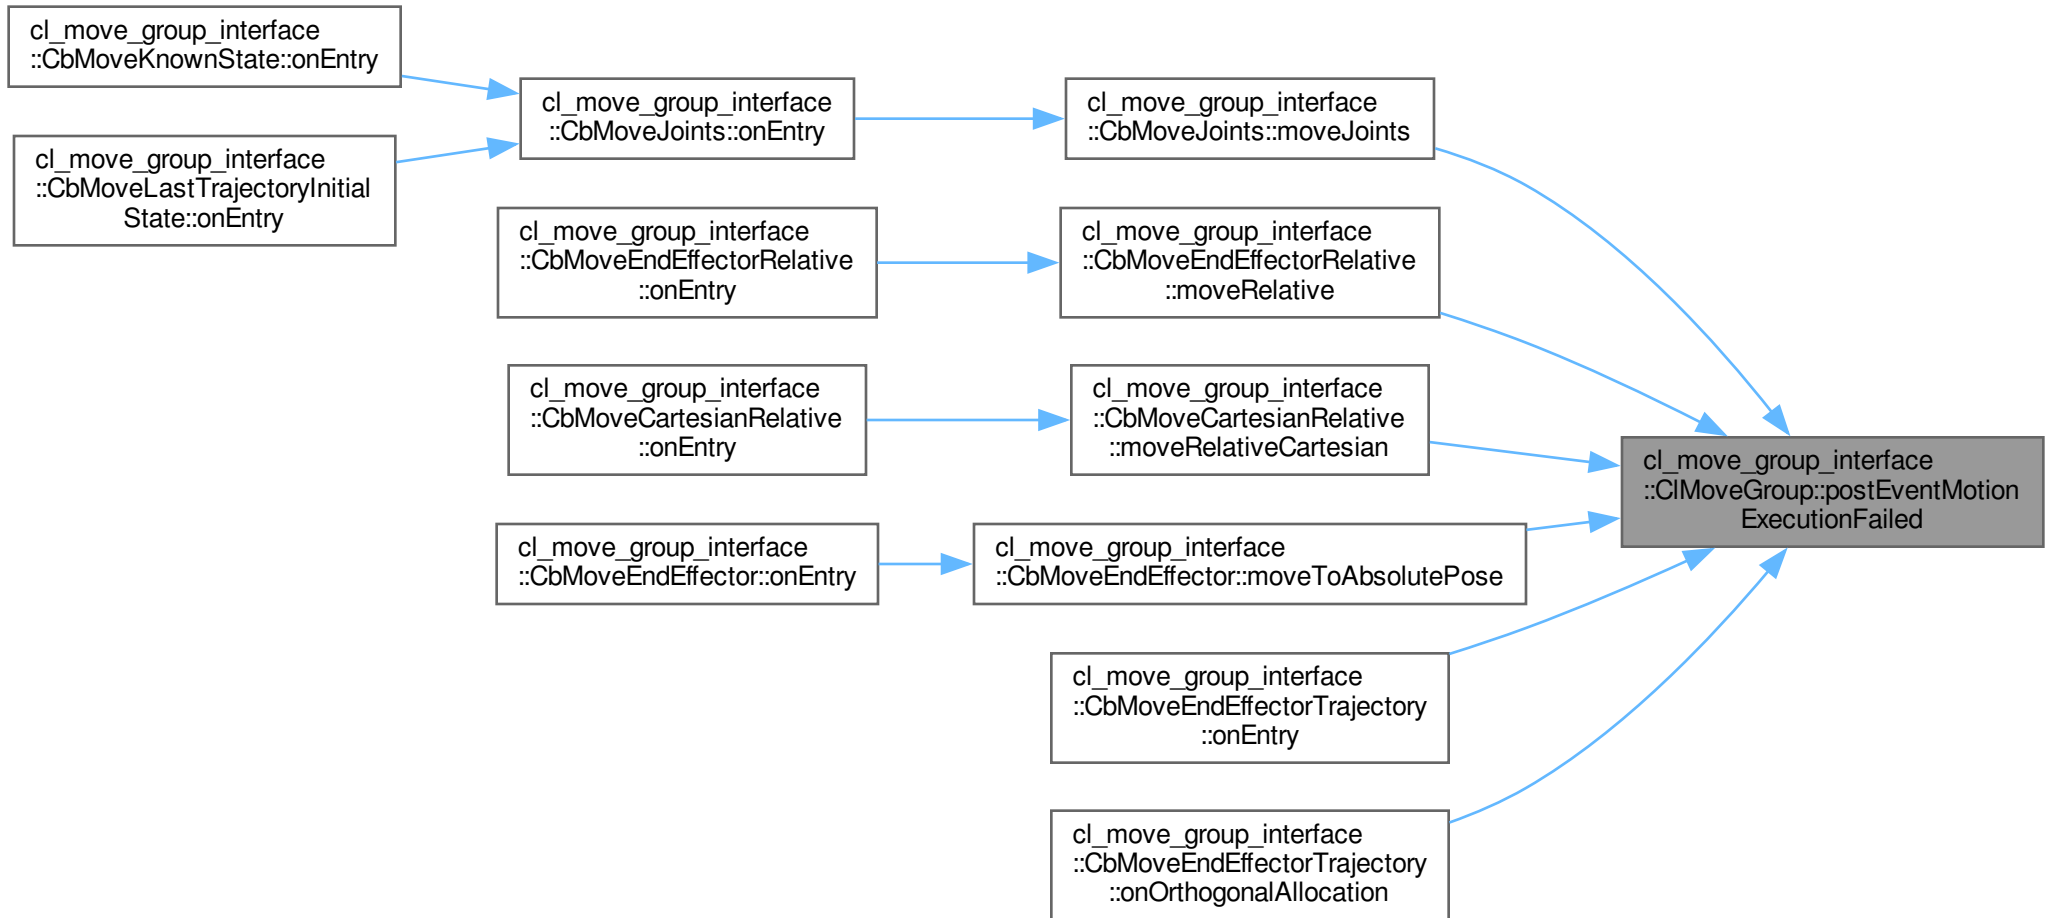 cl_move_group_interface
::CbMoveKnownState::onEntry
cl_move_group_interface
::CbMoveLastTrajectoryInitial
State::onEntry
cl_move_group_interface
::CbMoveJoints::onEntry
cl_move_group_interface
::CbMoveJoints::moveJoints
cl_move_group_interface
::CbMoveEndEffectorRelative
::onEntry
cl_move_group_interface
::CbMoveEndEffectorRelative
::moveRelative
cl_move_group_interface
::CbMoveCartesianRelative
::onEntry
cl_move_group_interface
::CbMoveCartesianRelative
::moveRelativeCartesian
cl_move_group_interface
::CbMoveEndEffector::onEntry
cl_move_group_interface
::CbMoveEndEffector::moveToAbsolutePose
cl_move_group_interface
::CbMoveEndEffectorTrajectory
::onEntry
cl_move_group_interface
::CbMoveEndEffectorTrajectory
::onOrthogonalAllocation
cl_move_group_interface
::ClMoveGroup::postEventMotion
ExecutionFailed